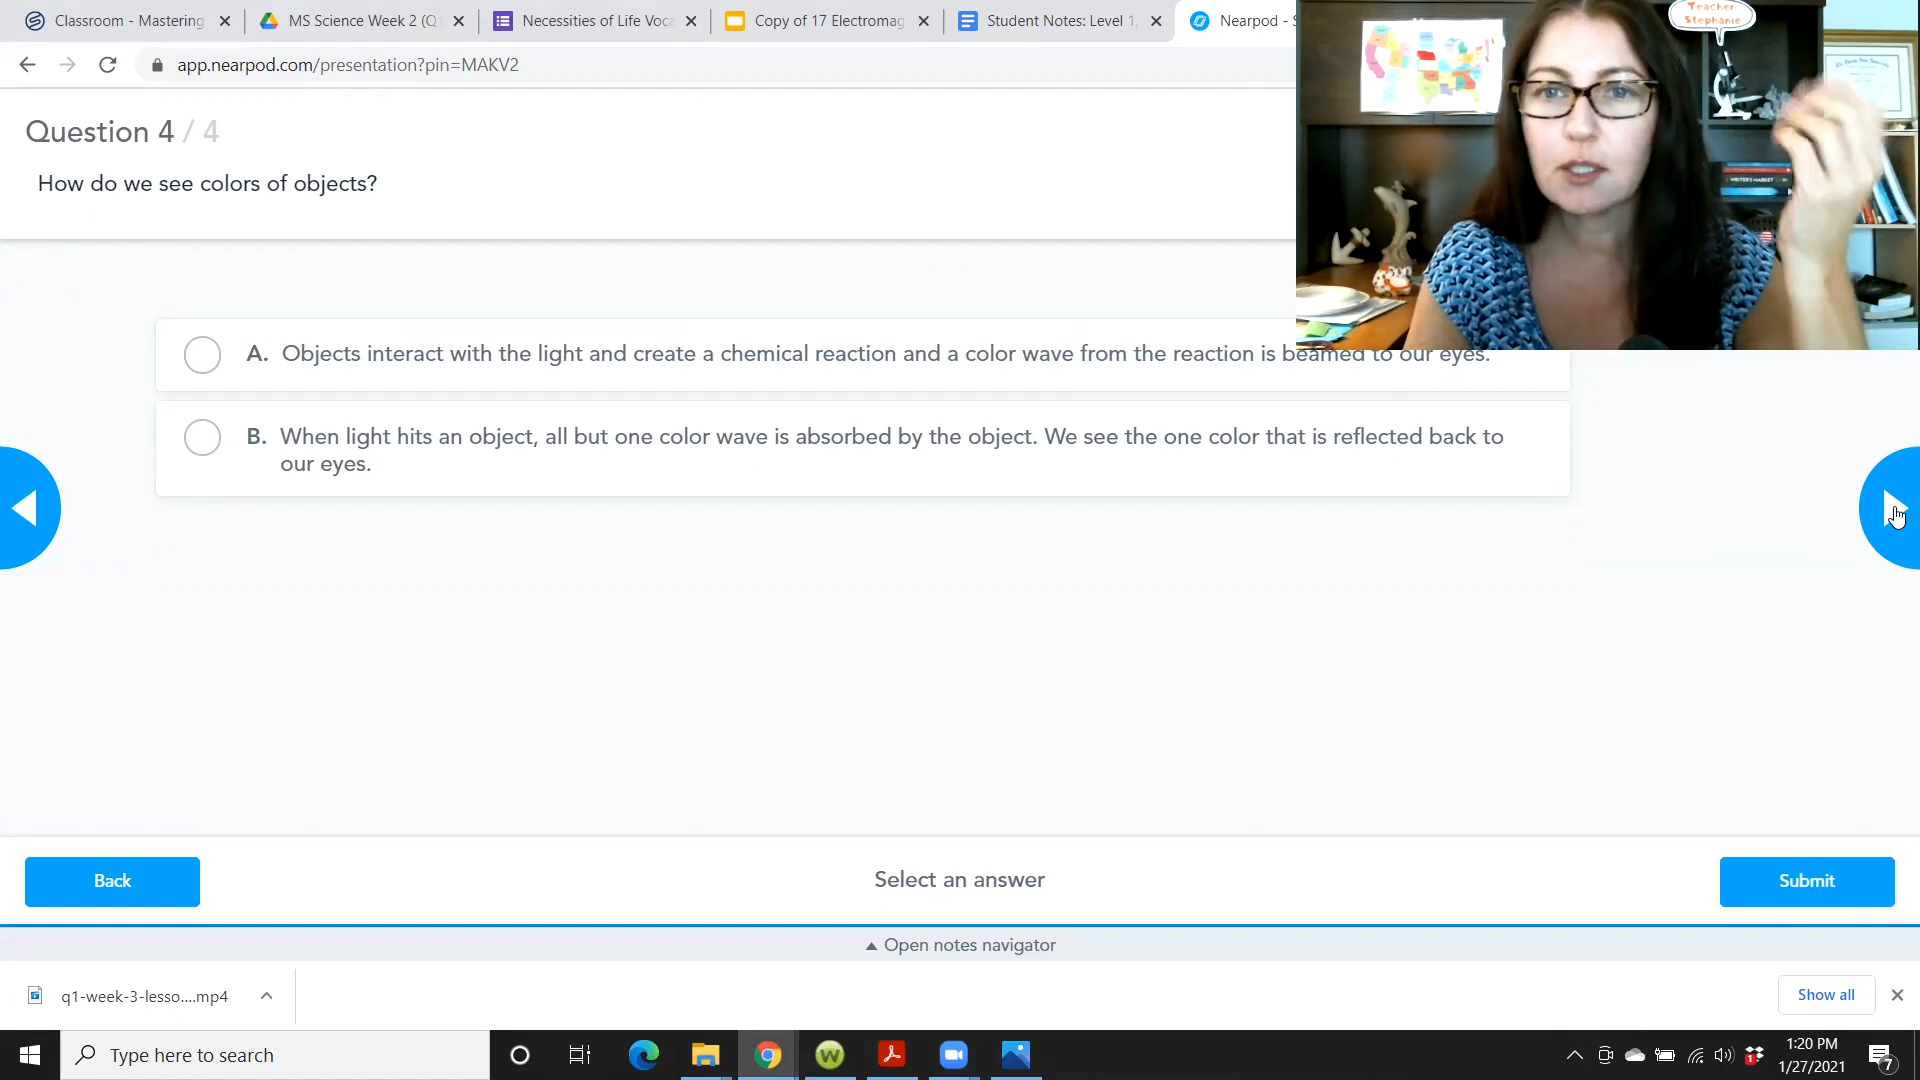 Classroom - Mastering
MS Science Week 2 (Q
Necessities of Life Voca
Copy of 17 Electromag
Student Notes: Level 1,
Nearpod - S
app.nearpod.com/presentation?pin=MAKV2
Teacher
Stephanie
WRITER'S MARKET
Question 4 / 4
How do we see colors of objects?
A. Objects interact with the light and create a chemical reaction and a color wave from the reaction is beamed to our eyes.
B. When light hits an object, all but one color wave is absorbed by the object. We see the one color that is reflected back to
our eyes.
Back
Select an answer
Submit
Open notes navigator
q1-week-3-lesso....mp4
Show all
Type here to search
1:20 PM
1/27/2021
7
1